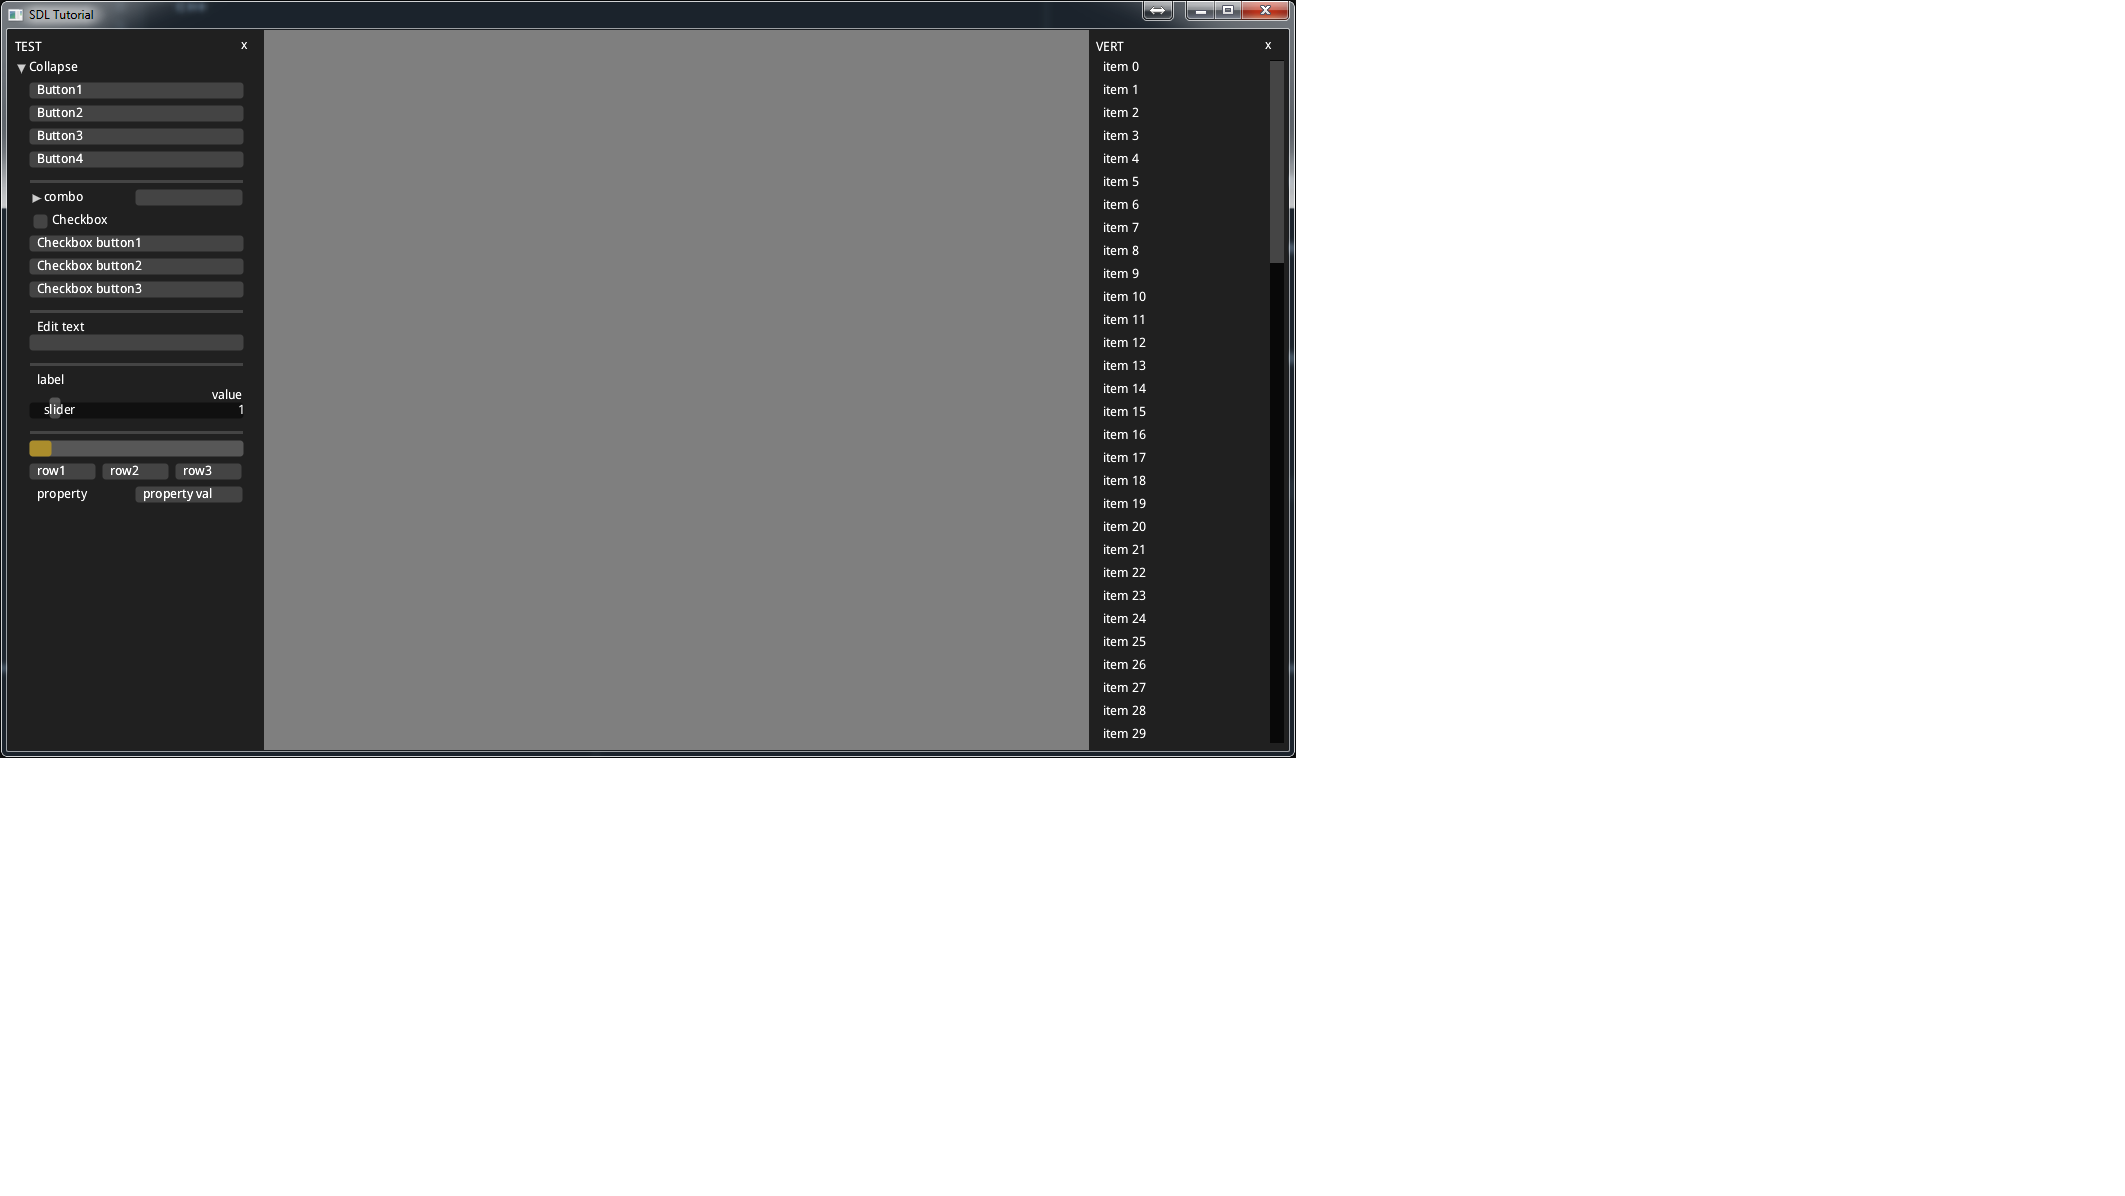 SDL Tutorial
TEST x
Collapse
Button1
Button2
Button3
Button4
combo
Checkbox
Checkbox button1
Checkbox button2
Checkbox button3
Edit text
label
value
slider 1
row1 row2 row3
property property val
VERT x
item 0
item 1
item 2
item 3
item 4
item 5
item 6
item 7
item 8
item 9
item 10
item 11
item 12
item 13
item 14
item 15
item 16
item 17
item 18
item 19
item 20
item 21
item 22
item 23
item 24
item 25
item 26
item 27
item 28
item 29